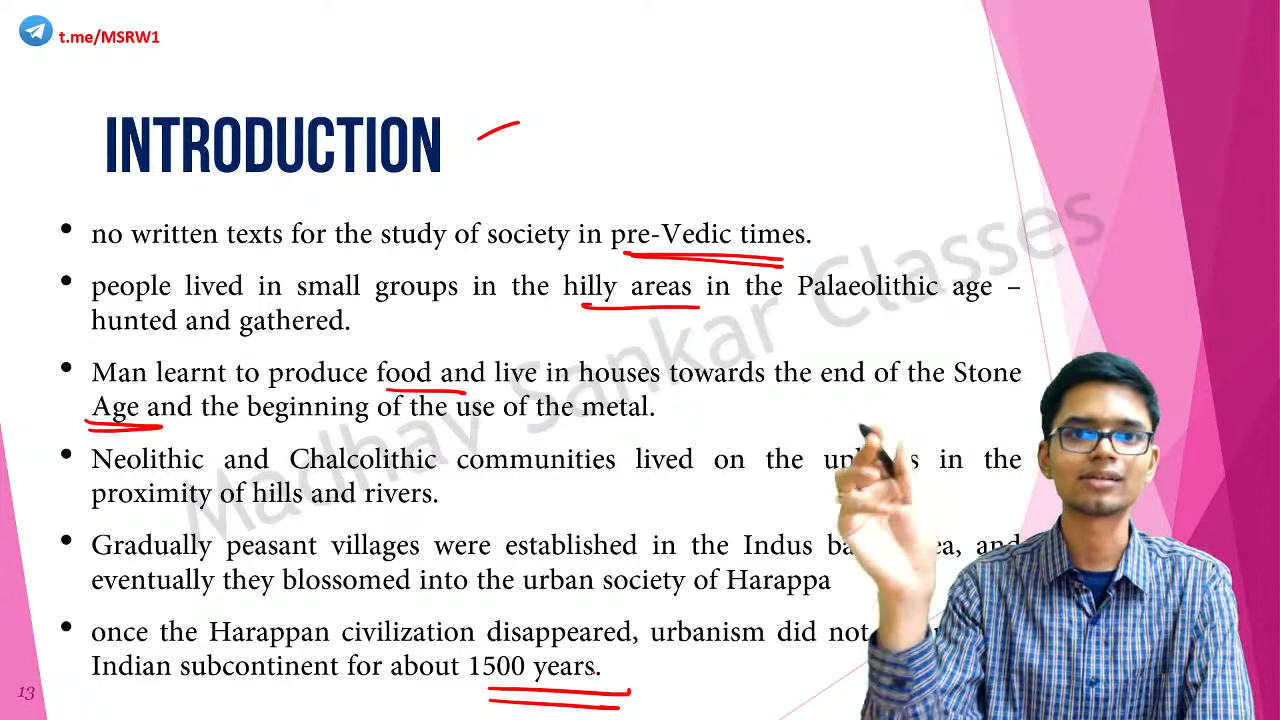 t.me/MSRW1
INTRODUCTION
• no written texts for the study of society in pre-Vedic times.
• people lived in small groups in the hilly areas in the Palaeolithic age –
hunted and gathered.
• Man learnt to produce food and live in houses towards the end of the Stone
Age and the beginning of the use of the metal.
• Neolithic and Chalcolithic communities lived on the in the
proximity of hills and rivers.
• Gradually peasant villages were established in the Indus and
eventually they blossomed into the urban society of Harappa
• once the Harappan civilization disappeared, urbanism did not
Indian subcontinent for about 1500 years.
Madhav Sankar Classes
13